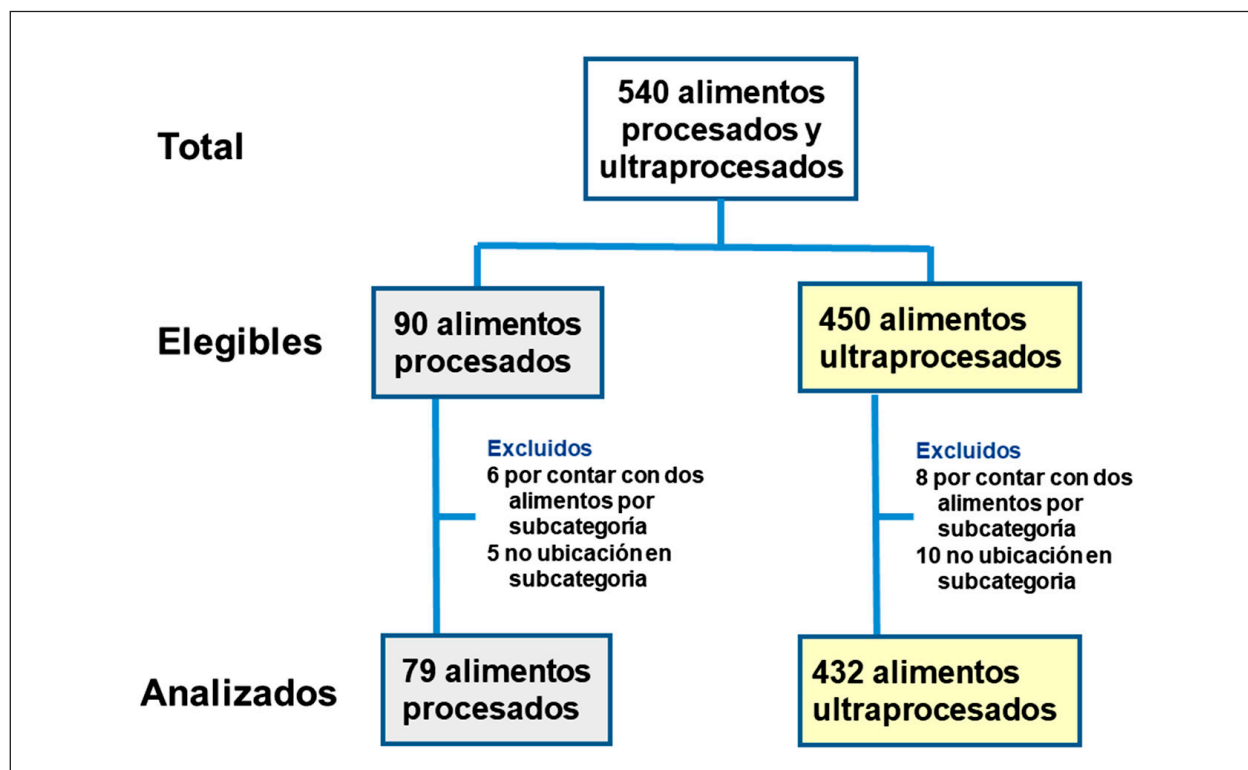 Total
540 alimentos
procesados y
ultraprocesados
Elegibles
90 alimentos
procesados
450 alimentos
ultraprocesados
Excluidos
6 por contar con dos
alimentos por
subcategoría
5 no ubicación en
subcategoria
Excluidos
8 por contar con dos
alimentos por
subcategoría
10 no ubicación en
subcategoria
Analizados
79 alimentos
procesados
432 alimentos
ultraprocesados